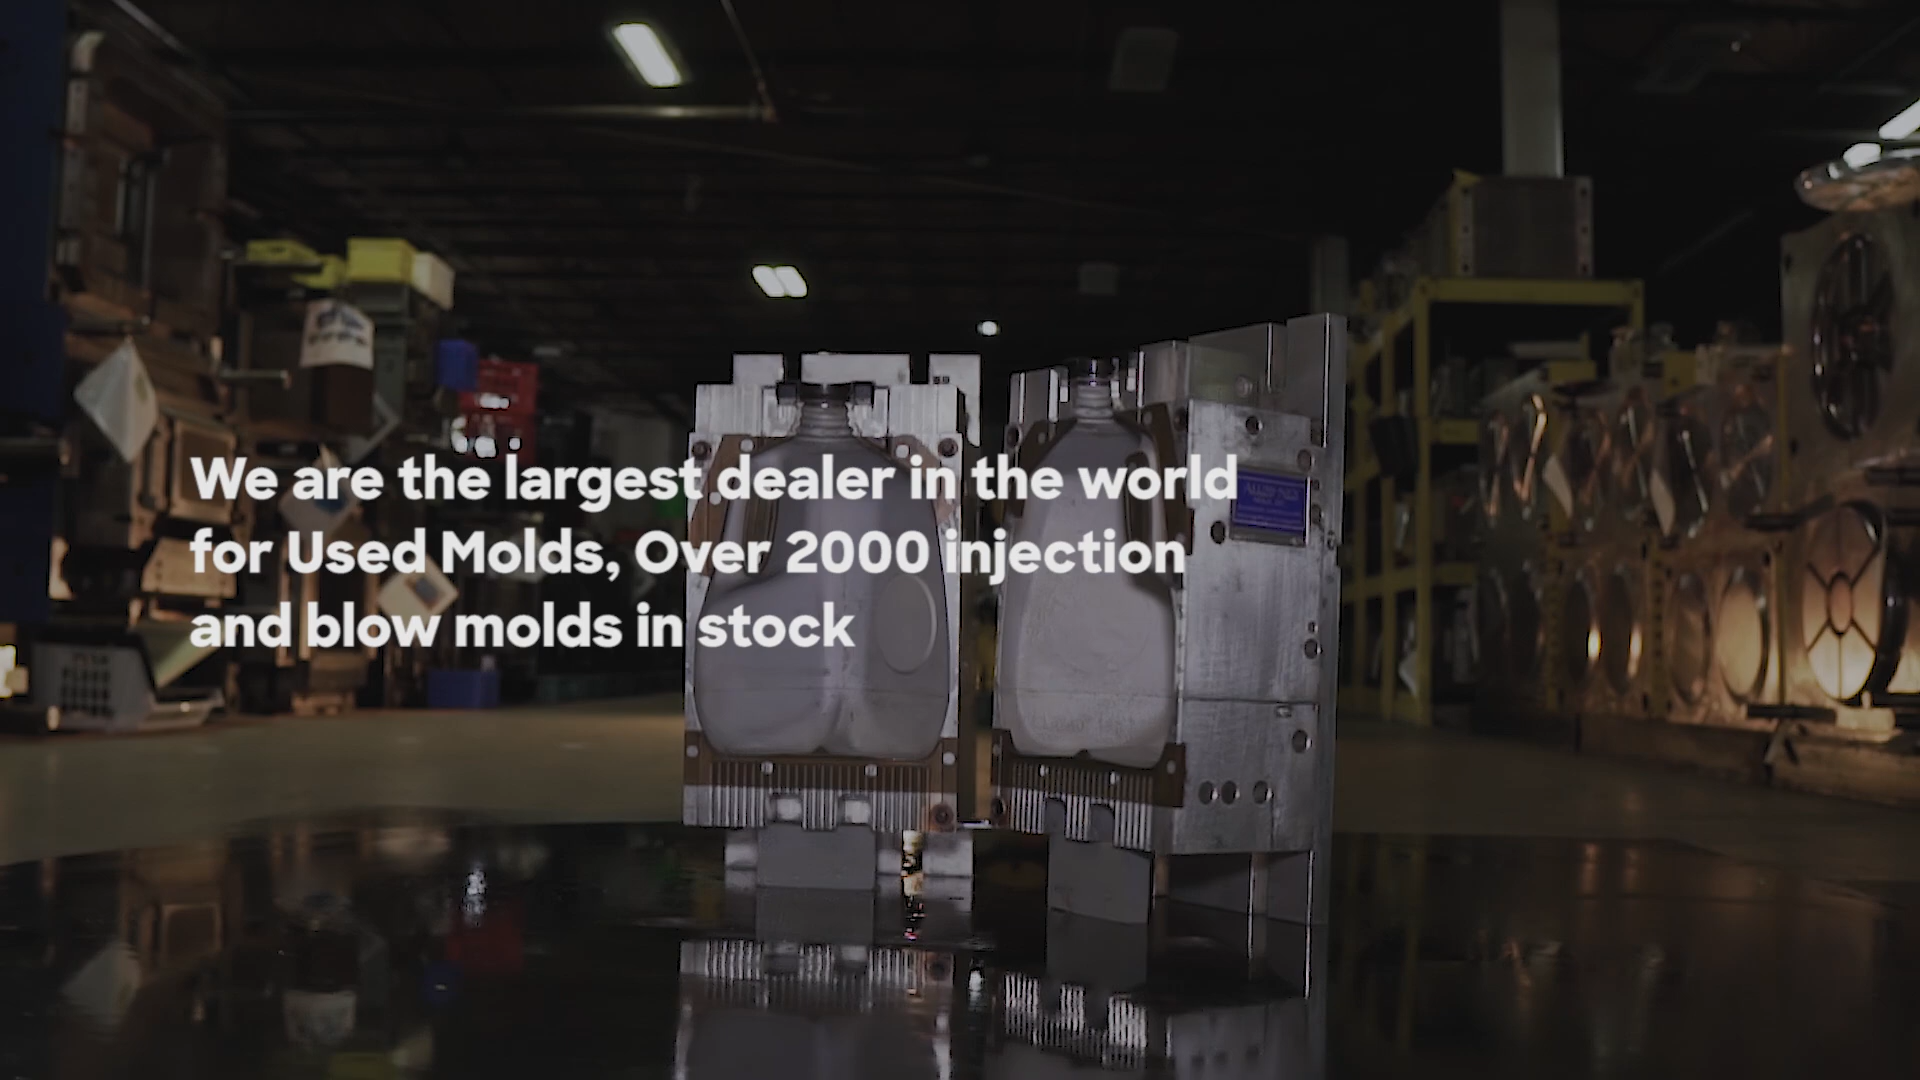 We are the largest dealer in the world
for Used Molds, Over 2000 injection
and blow molds in stock